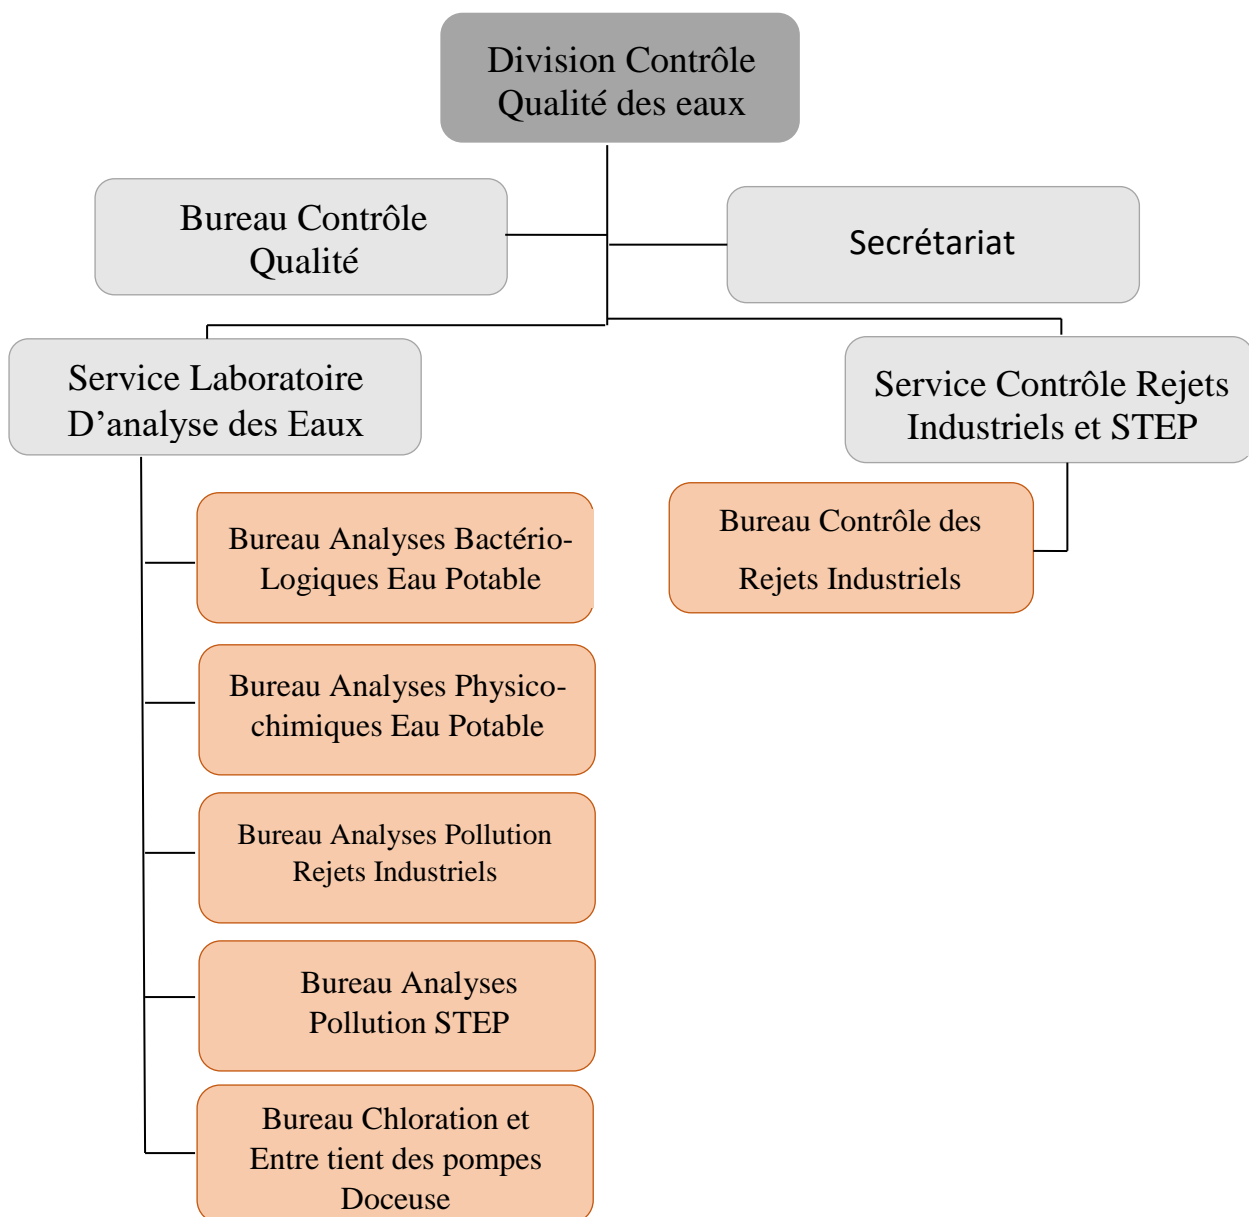 Division Contrôle
Qualité des eaux
Bureau Contrôle
Qualité
Secrétariat
Service Laboratoire
D’analyse des Eaux
Service Contrôle Rejets
Industriels et STEP
Bureau Analyses Bactério-
Logiques Eau Potable
Bureau Contrôle des
Rejets Industriels
Bureau Analyses Physico-
chimiques Eau Potable
Bureau Analyses Pollution
Rejets Industriels
Bureau Analyses
Pollution STEP
Bureau Chloration et
Entre tient des pompes
Doceuse